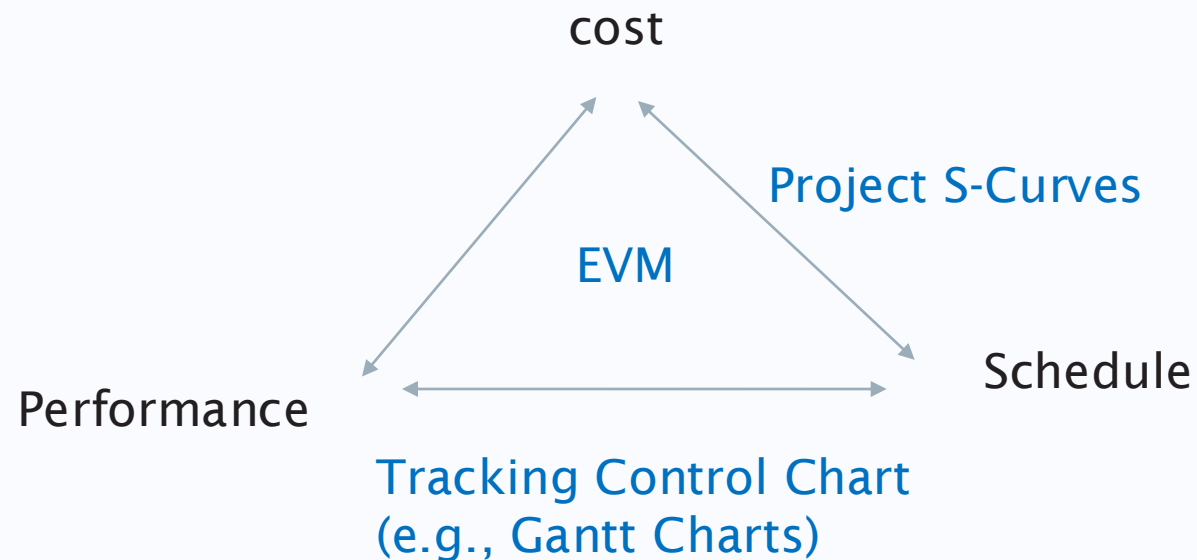 cost
Project S-Curves
EVM
Schedule
Performance
Tracking Control Chart
(e.g., Gantt Charts)